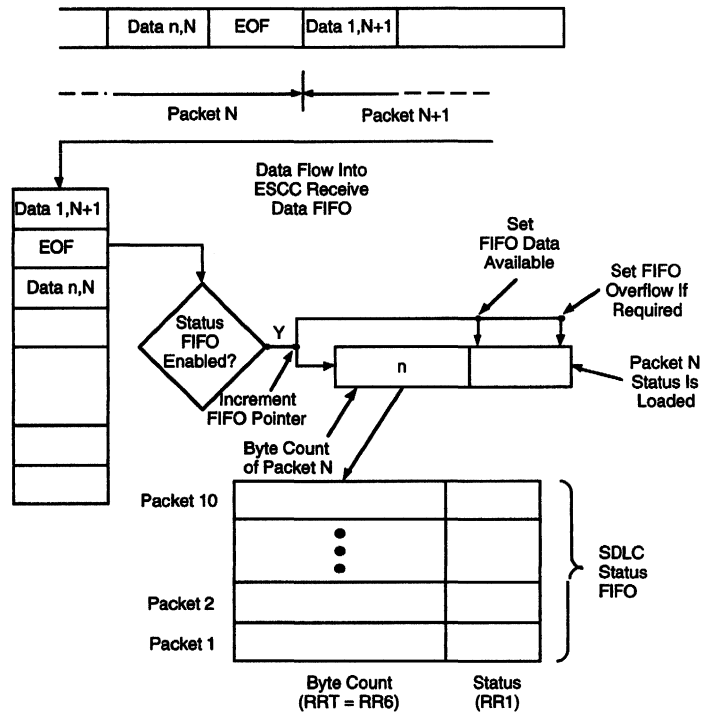 Data n,N EOF Data 1,N+1
Packet N Packet N+1
Data Flow Into
ESCC Receive
Data FIFO
Data 1,N+1
EOF
Data n,N
Set
FIFO Data
Available
Set FIFO
Overflow If
Required
Status
FIFO
Enabled?
Y
n
Packet N
Status Is
Loaded
Increment
FIFO Pointer
Byte Count
of Packet N
Packet 10
Packet 2
Packet 1
SDLC
Status
FIFO
Byte Count
(RRT = RR6)
Status
(RR1)